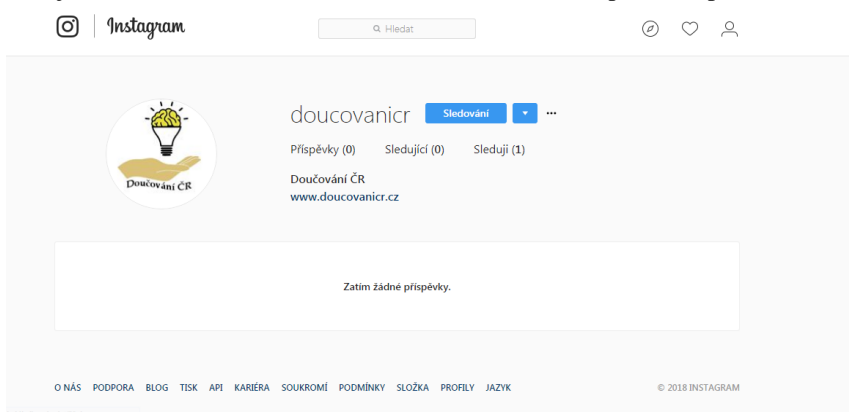 Instagram
Hledat
doucovanicr Sledování
Příspěvky (0) Sledující (0) Sleduji (1)
Doučování ČR
www.doucovanicr.cz
Doučování ČR
Zatím žádné příspěvky.
O NÁS PODPORA BLOG TISK API KARIÉRA SOUKROMÍ PODMÍNKY SLOŽKA PROFILY JAZYK © 2018 INSTAGRAM